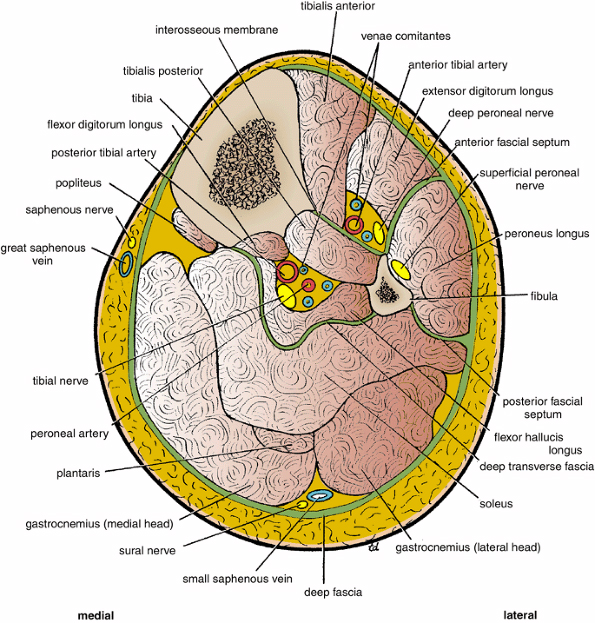 tibialis anterior
interosseous membrane
venae comitantes
tibialis posterior
anterior tibial artery
tibia
extensor digitorum longus
flexor digitorum longus
deep peroneal nerve
posterior tibial artery
anterior fascial septum
popliteus
superficial peroneal
nerve
saphenous nerve
peroneus longus
great saphenous
vein
fibula
tibial nerve
posterior fascial
septum
peroneal artery
flexor hallucis
longus
plantaris
deep transverse fascia
soleus
gastrocnemius (medial head)
sural nerve
gastrocnemius (lateral head)
small saphenous vein
deep fascia
medial
lateral